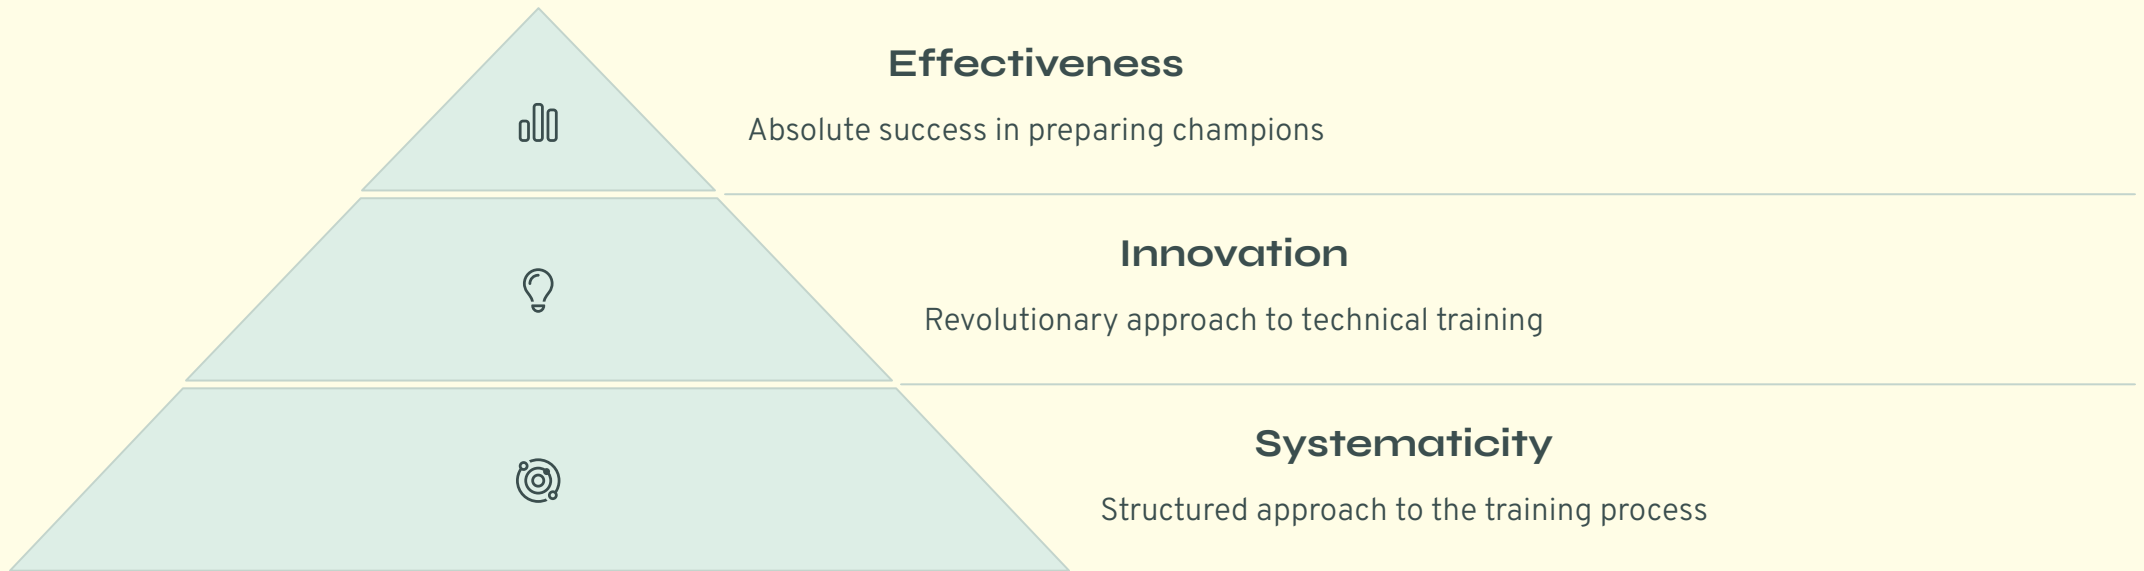 Effectiveness
Absolute success in preparing champions
Innovation
Revolutionary approach to technical training
Systematicity
Structured approach to the training process